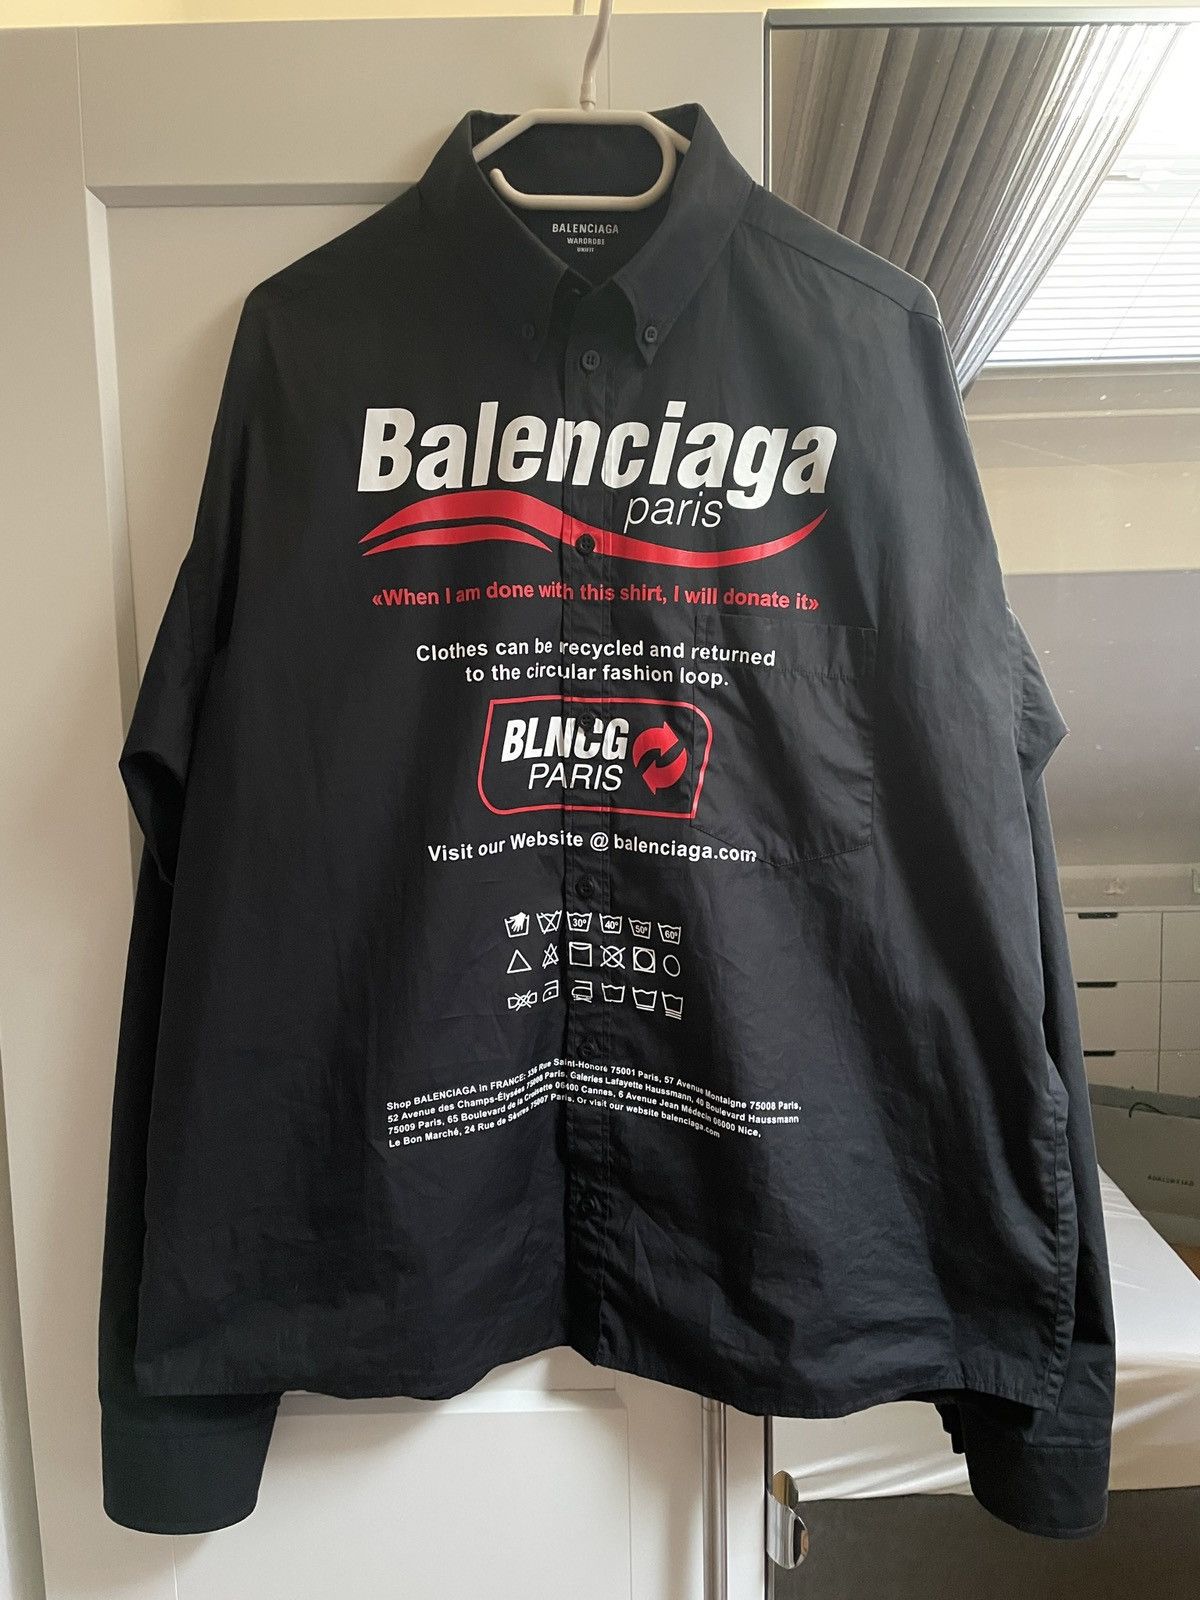 BALENCIAGA
WARDROBE
UNIFIT
Balenciaga
paris
«When I am done with this shirt, I will donate it»
Clothes can be recycled and returned
to the circular fashion loop.
BLNCG
PARIS
Visit our Website @ balenciaga.com
30° 40° 50° 60°
Shop BALENCIAGA in FRANCE: 336 Rue Saint-Honoré 75001 Paris, 57 Avenue Montaigne 75008 Paris,
52 Avenue des Champs-Élysées 75008 Paris, Galeries Lafayette Haussmann, 40 Boulevard Haussmann
75009 Paris, 65 Boulevard de la Croisette 06400 Cannes, 6 Avenue Jean Médecin 06000 Nice,
Le Bon Marché, 24 Rue de Sèvres 75007 Paris. Or visit our website balenciaga.com